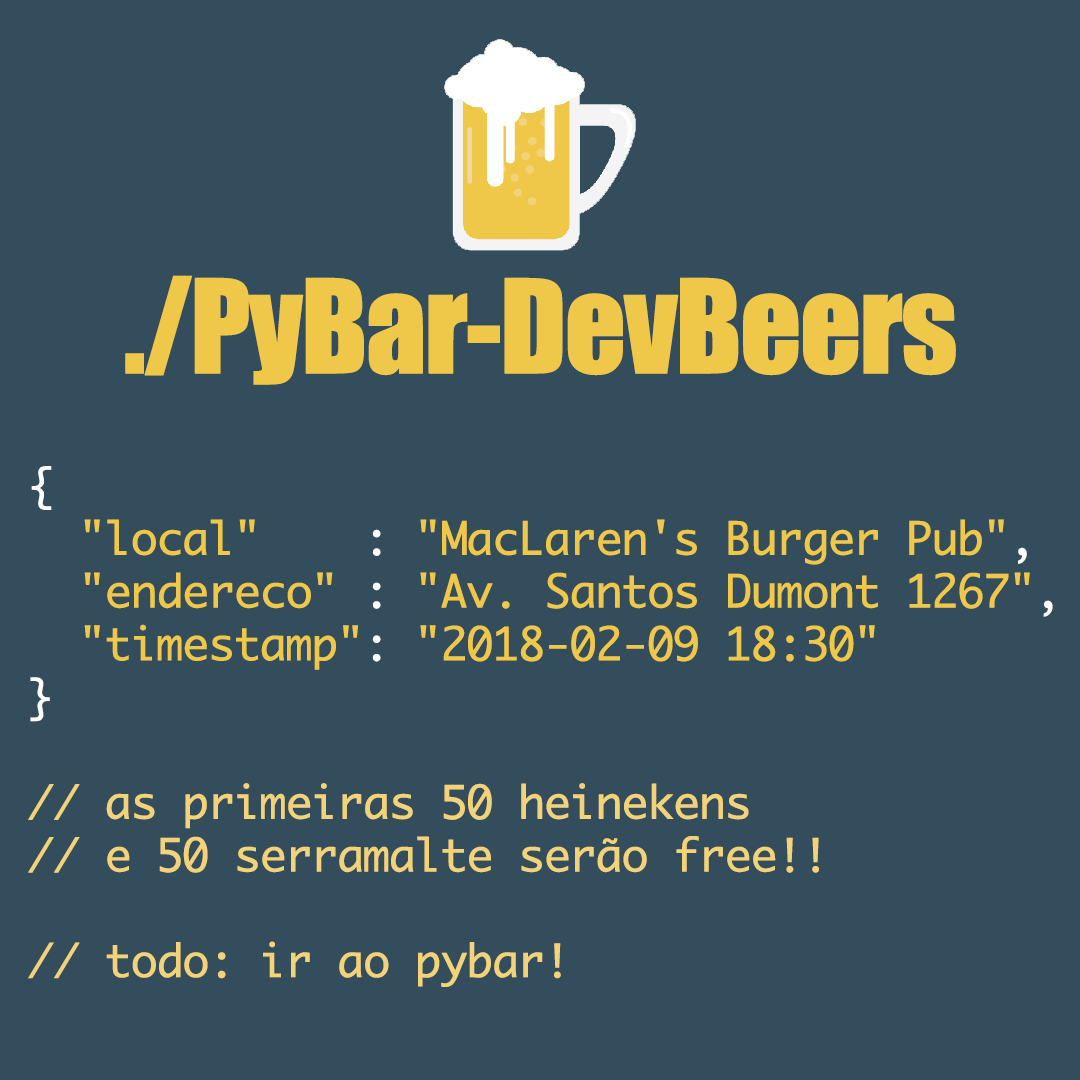 ./PyBar-DevBeers
{
"local" : "MacLaren's Burger Pub",
"endereco" : "Av. Santos Dumont 1267",
"timestamp": "2018-02-09 18:30"
}
// as primeiras 50 heinekens
// e 50 serramalte serão free!!
// todo: ir ao pybar!